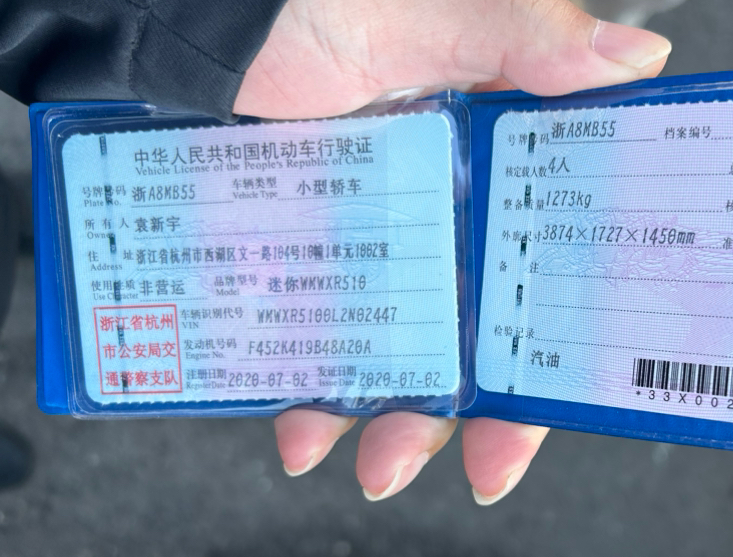 中华人民共和国机动车行驶证
Vehicle License of the People's Republic of China
号牌号码 浙A8MB55 车辆类型 小型轿车
Plate No. Vehicle Type
所有人 袁新宇
Owner
住址 浙江省杭州市西湖区文一路104号10幢1单元1002室
Address
使用性质 非营运 品牌型号 迷你WMWXR510
Use Character Model
浙江省杭州
市公安局交
通警察支队
车辆识别代号 WMWXR5100L2N02447
VIN
发动机号码 F452K419B48A20A
Engine No.
注册日期 2020-07-02 发证日期 2020-07-02
Register Date Issue Date
号牌号码 浙A8MB55 档案编号
核定载人数 4人
整备质量 1273kg
外廓尺寸 3874×1727×1450mm
备注
检验记录
汽油
*33X002